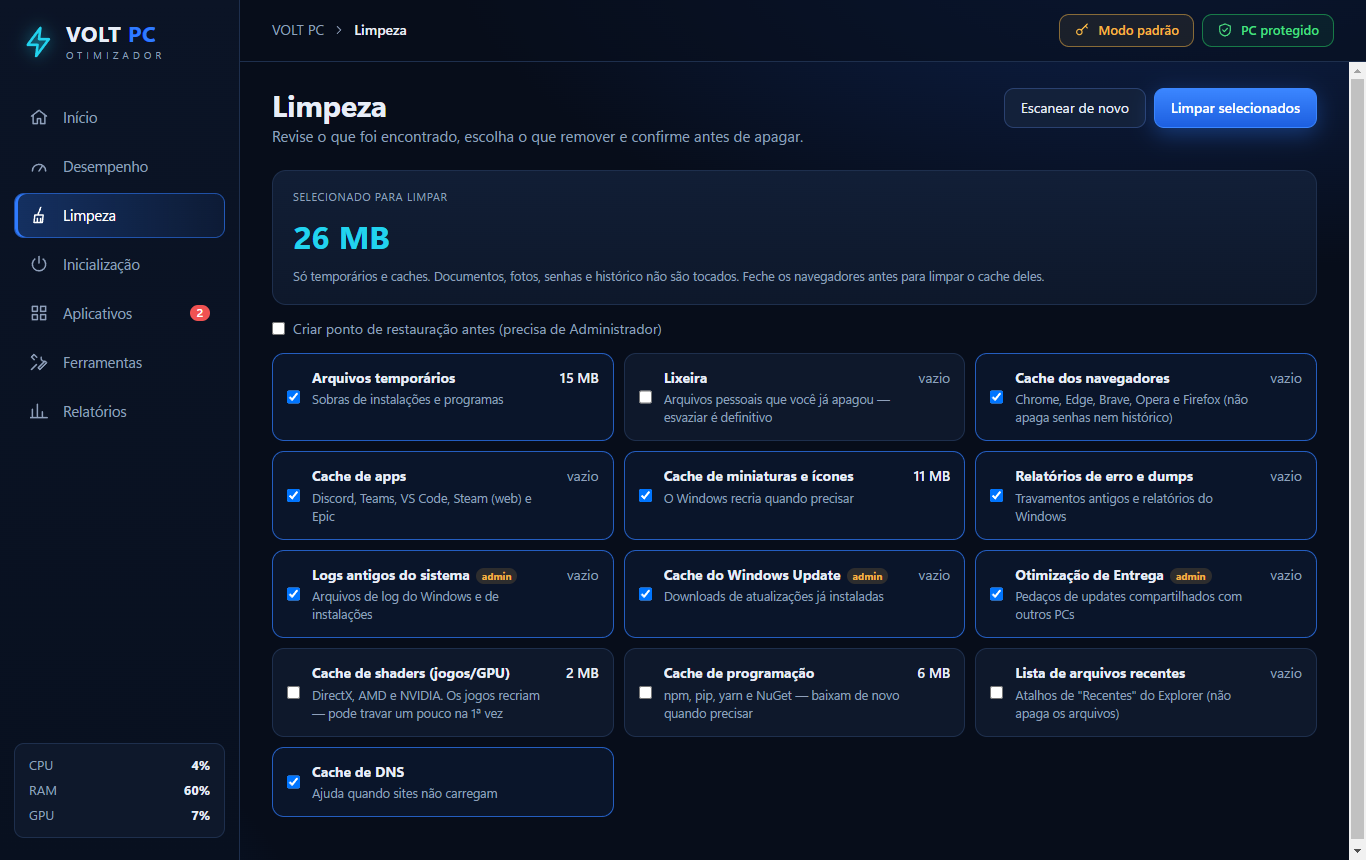 VOLT PC
OTIMIZADOR
Início
Desempenho
Limpeza
Inicialização
Aplicativos 2
Ferramentas
Relatórios
CPU 4%
RAM 60%
GPU 7%
VOLT PC > Limpeza
Modo padrão
PC protegido
Limpeza
Revise o que foi encontrado, escolha o que remover e confirme antes de apagar.
Escanear de novo
Limpar selecionados
SELECIONADO PARA LIMPAR
26 MB
Só temporários e caches. Documentos, fotos, senhas e histórico não são tocados. Feche os navegadores antes para limpar o cache deles.
Criar ponto de restauração antes (precisa de Administrador)
Arquivos temporários 15 MB
Sobras de instalações e programas
Lixeira vazio
Arquivos pessoais que você já apagou —
esvaziar é definitivo
Cache dos navegadores vazio
Chrome, Edge, Brave, Opera e Firefox (não
apaga senhas nem histórico)
Cache de apps vazio
Discord, Teams, VS Code, Steam (web) e
Epic
Cache de miniaturas e ícones 11 MB
O Windows recria quando precisar
Relatórios de erro e dumps vazio
Travamentos antigos e relatórios do
Windows
Logs antigos do sistema admin vazio
Arquivos de log do Windows e de
instalações
Cache do Windows Update admin vazio
Downloads de atualizações já instaladas
Otimização de Entrega admin vazio
Pedaços de updates compartilhados com
outros PCs
Cache de shaders (jogos/GPU) 2 MB
DirectX, AMD e NVIDIA. Os jogos recriam
— pode travar um pouco na 1ª vez
Cache de programação 6 MB
npm, pip, yarn e NuGet — baixam de novo
quando precisar
Lista de arquivos recentes vazio
Atalhos de "Recentes" do Explorer (não
apaga os arquivos)
Cache de DNS
Ajuda quando sites não carregam